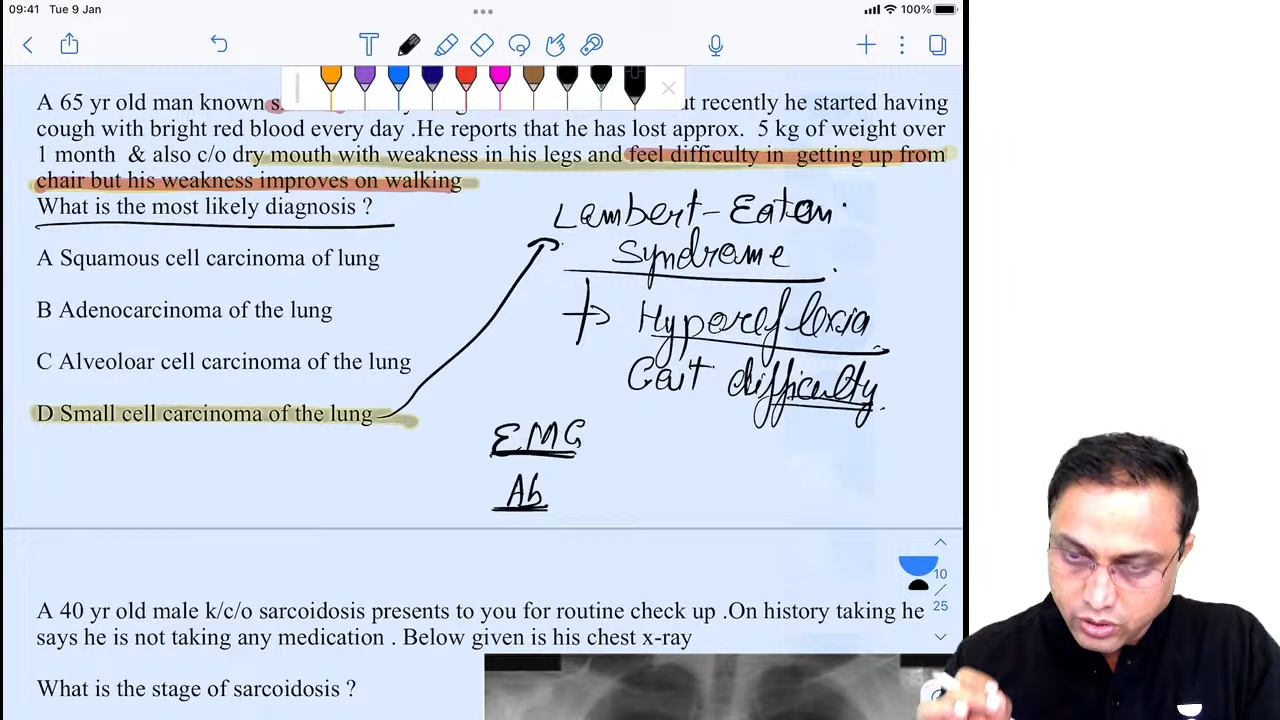 09:41 Tue 9 Jan
100%
A 65 yr old man known s
ut recently he started having
cough with bright red blood every day .He reports that he has lost approx. 5 kg of weight over
1 month & also c/o dry mouth with weakness in his legs and feel difficulty in getting up from
chair but his weakness improves on walking
What is the most likely diagnosis ?
Lambert-Eaton
Syndrome
A Squamous cell carcinoma of lung
B Adenocarcinoma of the lung
Hyporeflexia
C Alveoloar cell carcinoma of the lung
Gait difficulty
D Small cell carcinoma of the lung
EMG
Ab
10
/
25
A 40 yr old male k/c/o sarcoidosis presents to you for routine check up .On history taking he
says he is not taking any medication . Below given is his chest x-ray
What is the stage of sarcoidosis ?